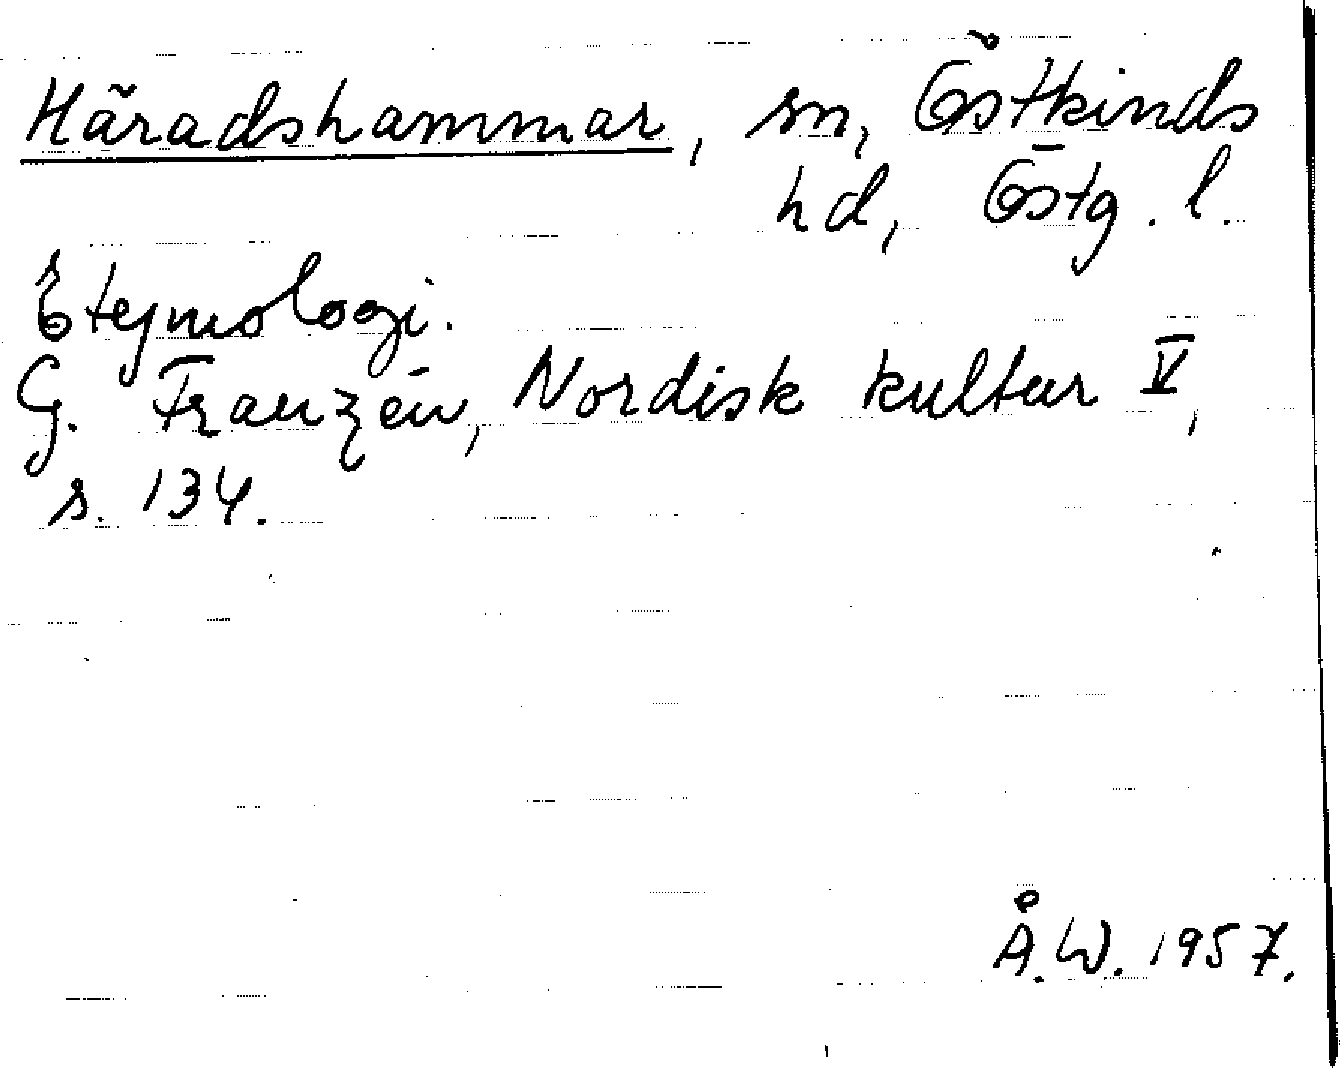 Häradshammar, sn, Östkinds
hd, Östg. l.
Etymologi.
G. Franzén, Nordisk kultur V,
s. 134.
Å.W. 1957.